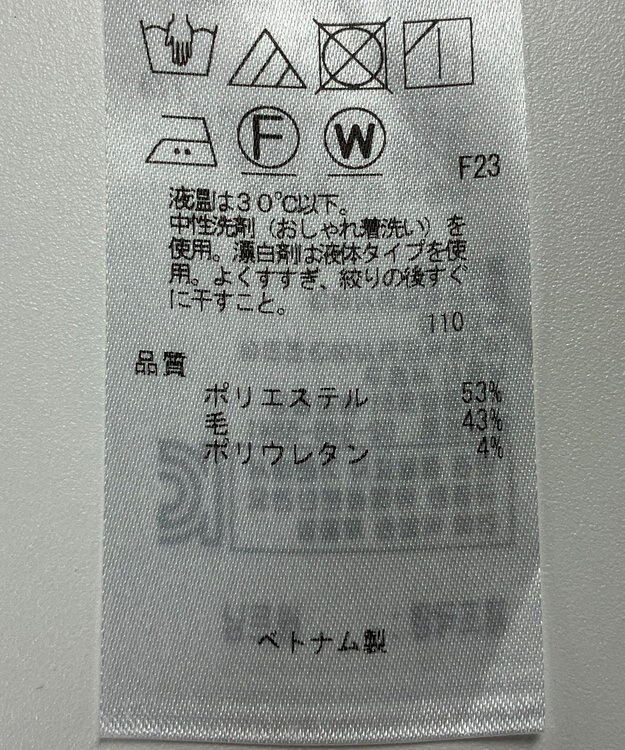 F
W
F23
液温は30℃以下。
中性洗剤（おしゃれ着洗い）を
使用。漂白剤は液体タイプを使
用。よくすすぎ、絞りの後すぐ
に干すこと。
110
品質
ポリエステル 53%
毛 43%
ポリウレタン 4%
ベトナム製